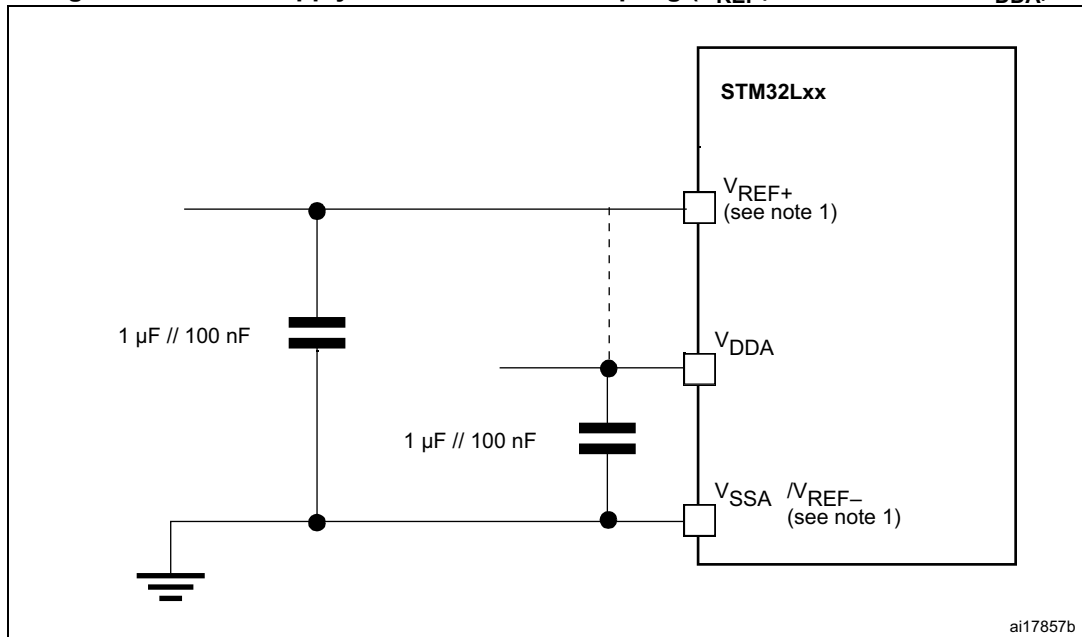 STM32Lxx
VREF+
(see note 1)
1 µF // 100 nF
VDDA
1 µF // 100 nF
VSSA /VREF–
(see note 1)
ai17857b